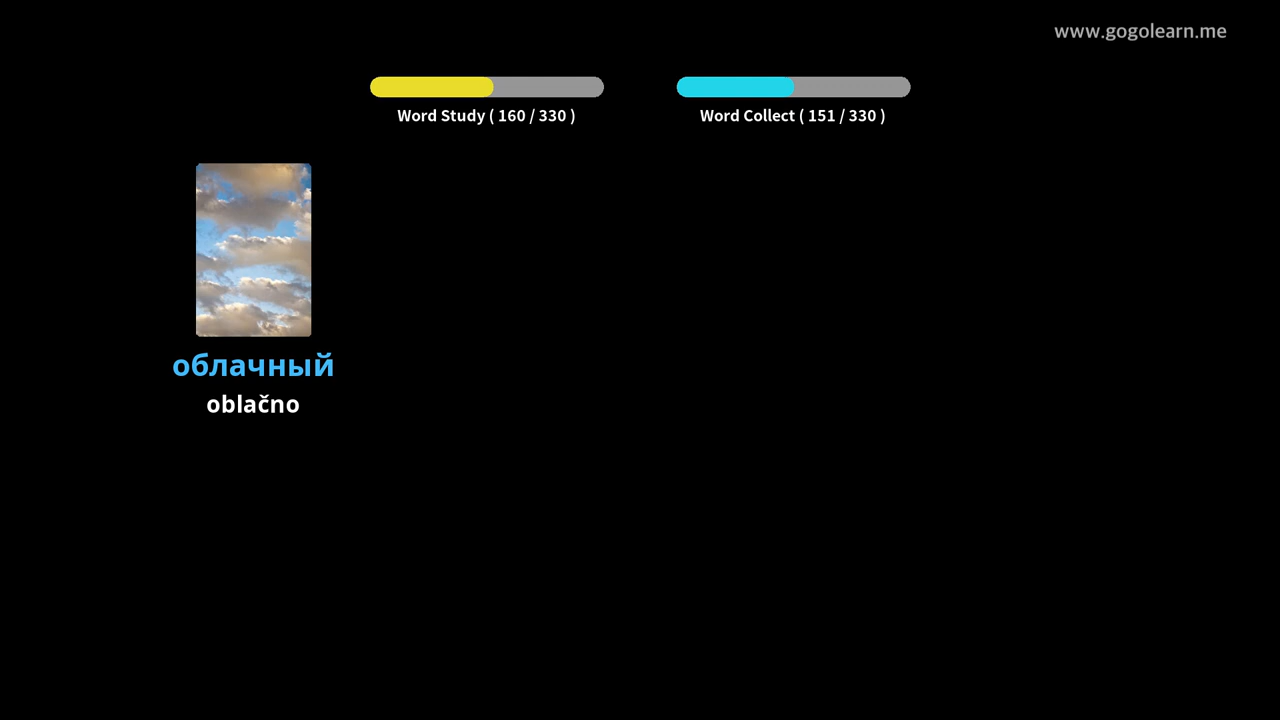 www.gogolearn.me
Word Study ( 160 / 330 )
Word Collect ( 151 / 330 )
облачный
oblačno